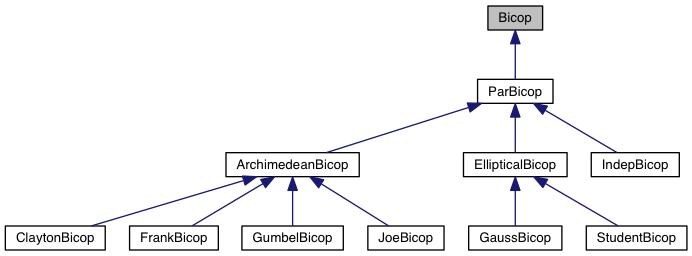 Bicop
ParBicop
ArchimedeanBicop
EllipticalBicop
IndepBicop
ClaytonBicop
FrankBicop
GumbelBicop
JoeBicop
GaussBicop
StudentBicop